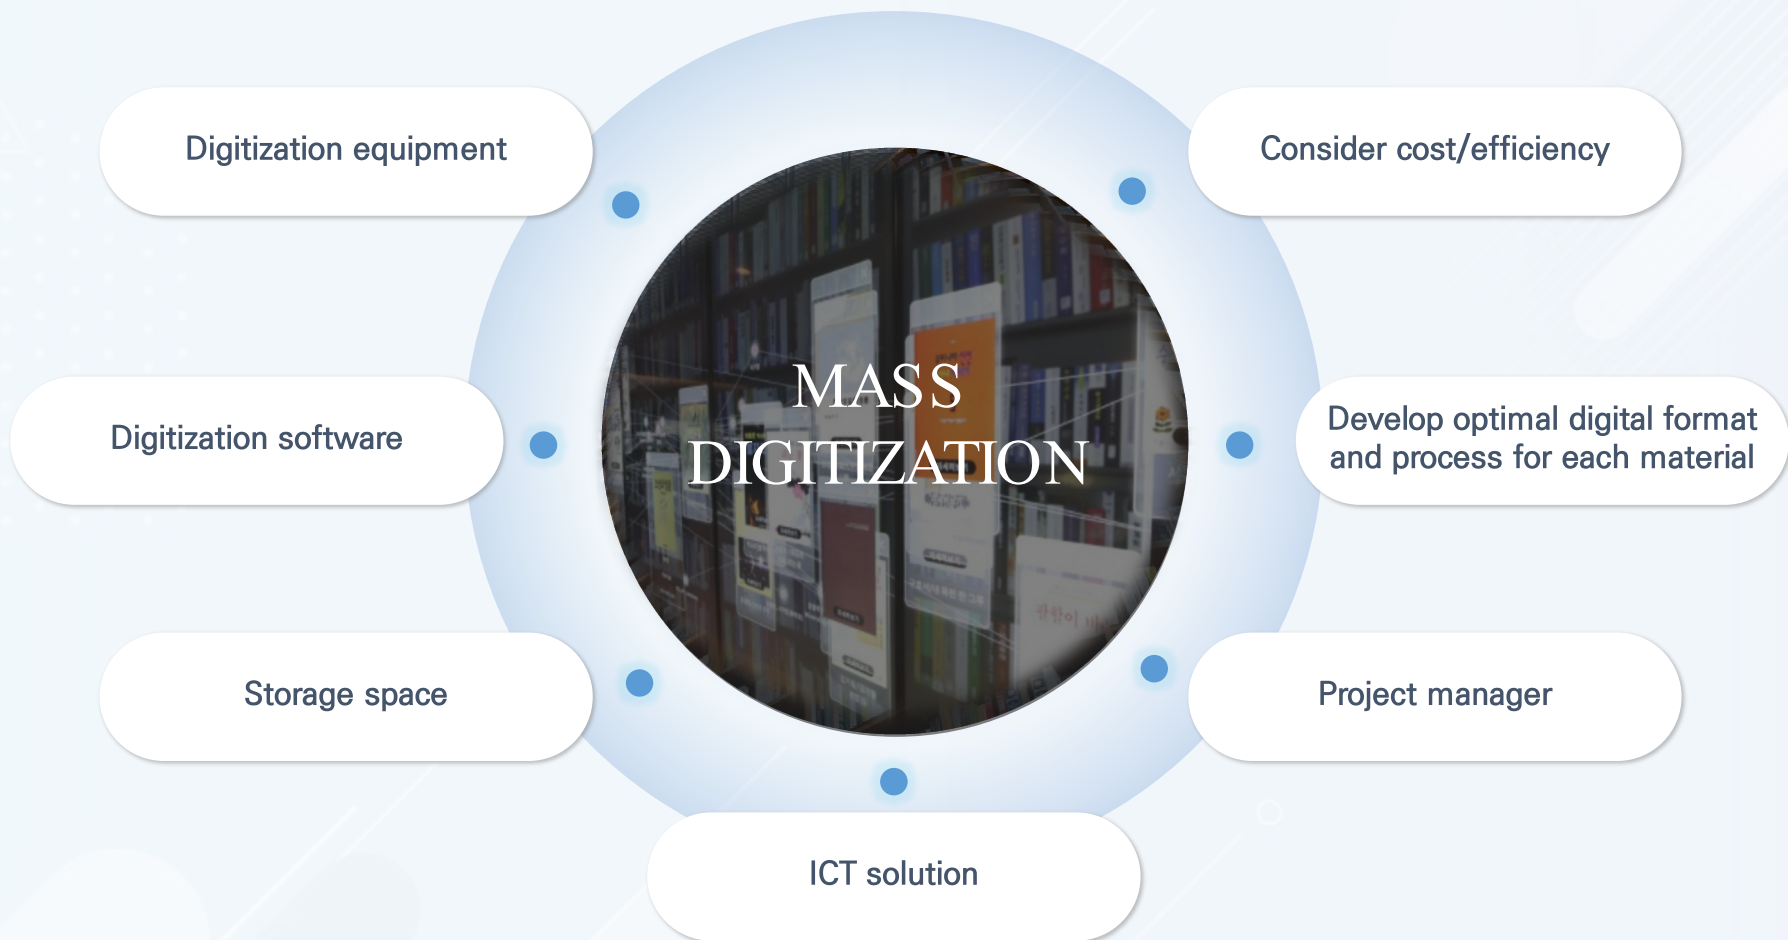 Digitization equipment
Consider cost/efficiency
MASS
DIGITIZATION
Digitization software
Develop optimal digital format
and process for each material
Storage space
Project manager
ICT solution